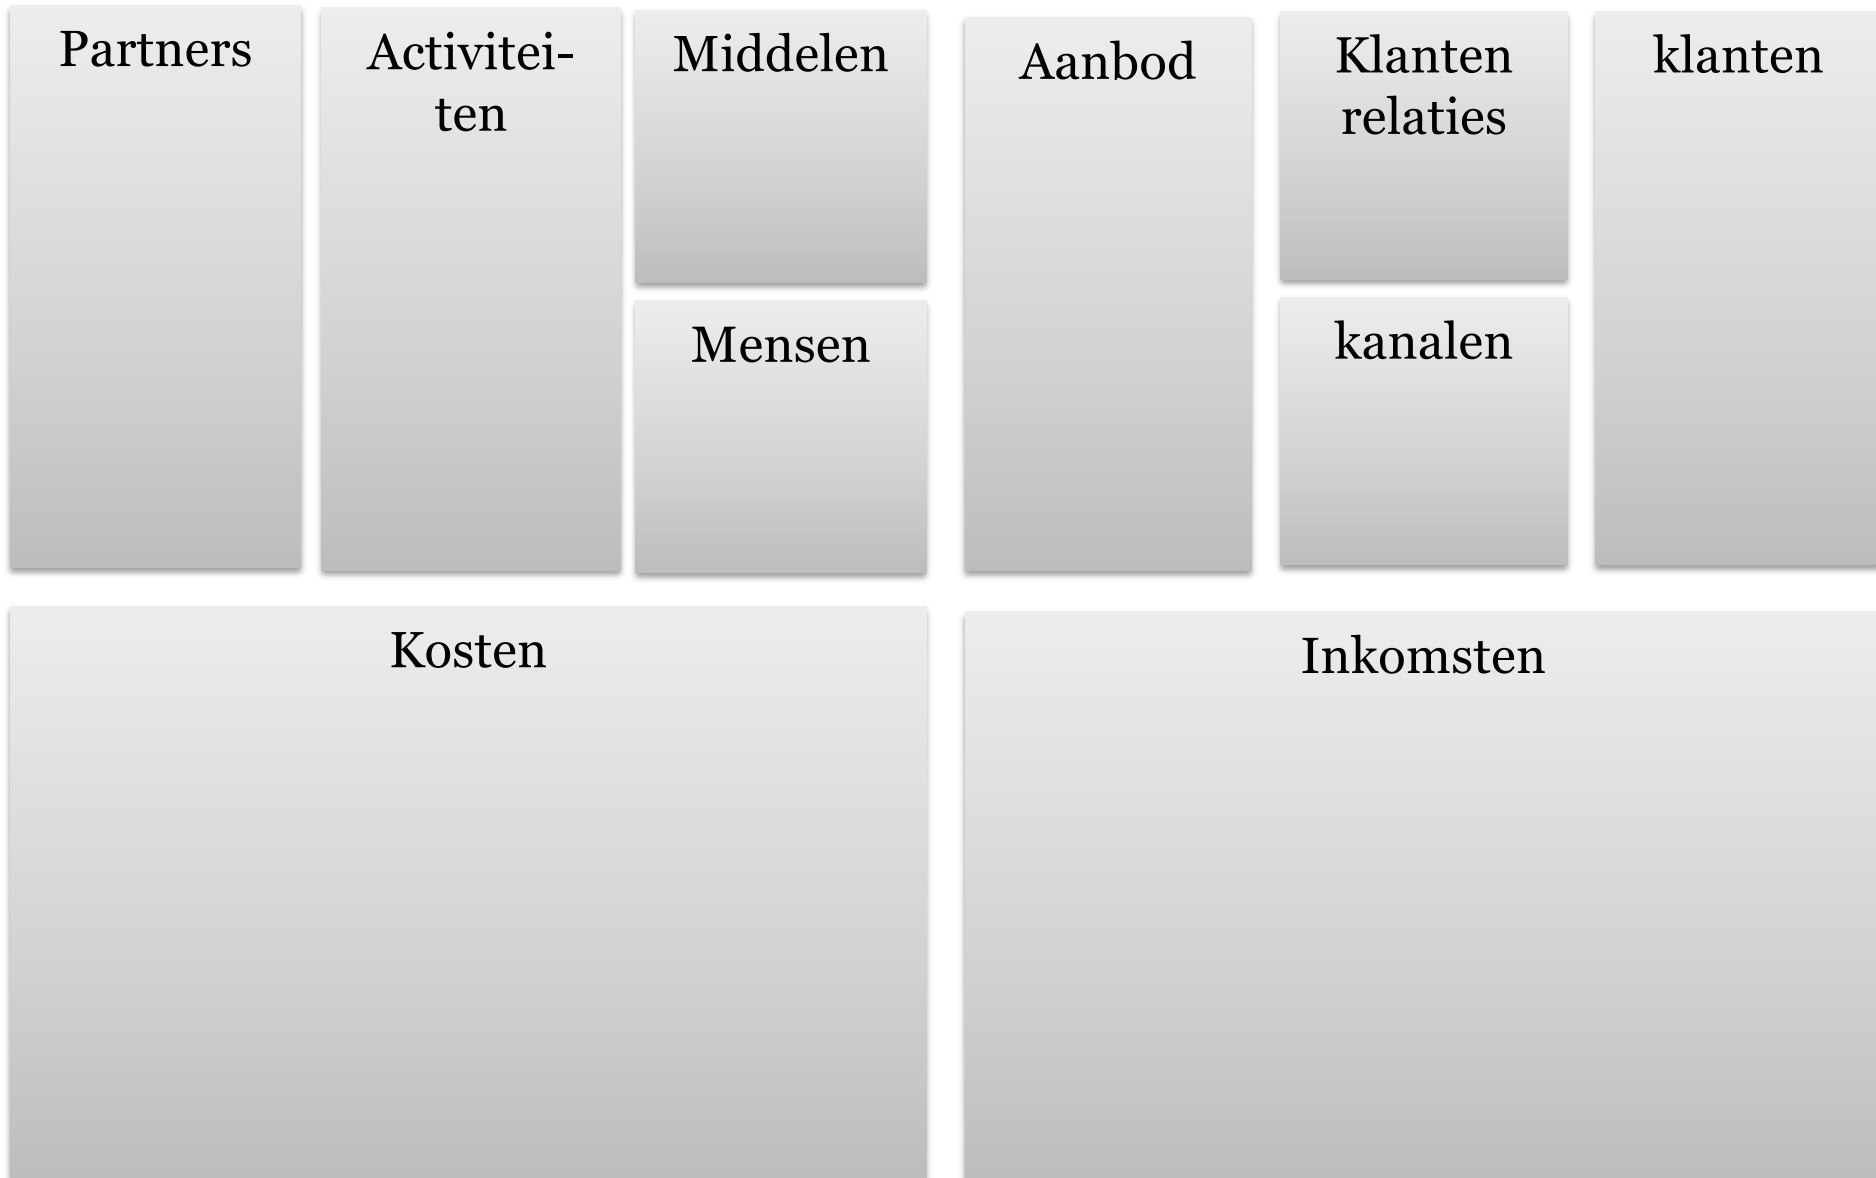 Partners
Activitei-
ten
Middelen
Mensen
Aanbod
Klanten
relaties
kanalen
klanten
Kosten
Inkomsten